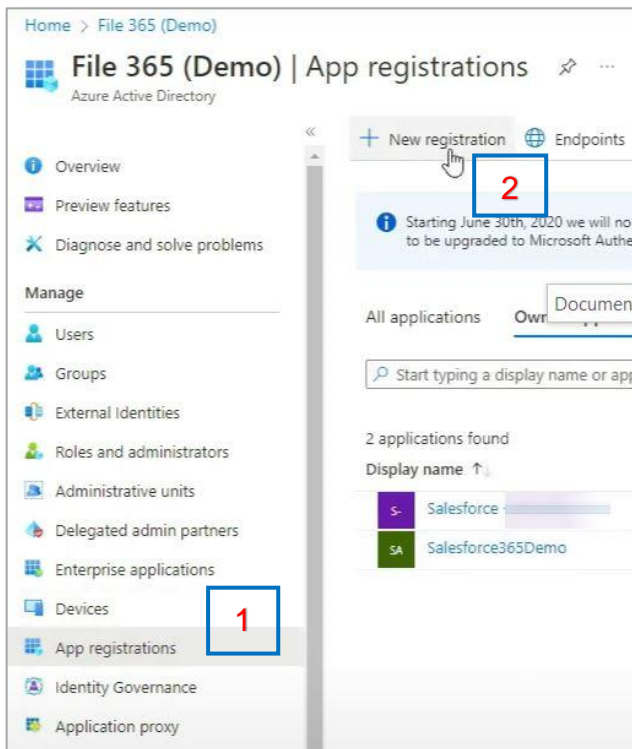 Home > File 365 (Demo)
File 365 (Demo) | App registrations
Azure Active Directory
Overview
Preview features
Diagnose and solve problems
Manage
Users
Groups
External Identities
Roles and administrators
Administrative units
Delegated admin partners
Enterprise applications
Devices
1
App registrations
Identity Governance
Application proxy
New registration
Endpoints
2
Starting June 30th, 2020 we will no
to be upgraded to Microsoft Authe
Documen
All applications
2 applications found
Start typing a display name or app
Display name ↑↓
S-
Salesforce
SA
Salesforce365Demo